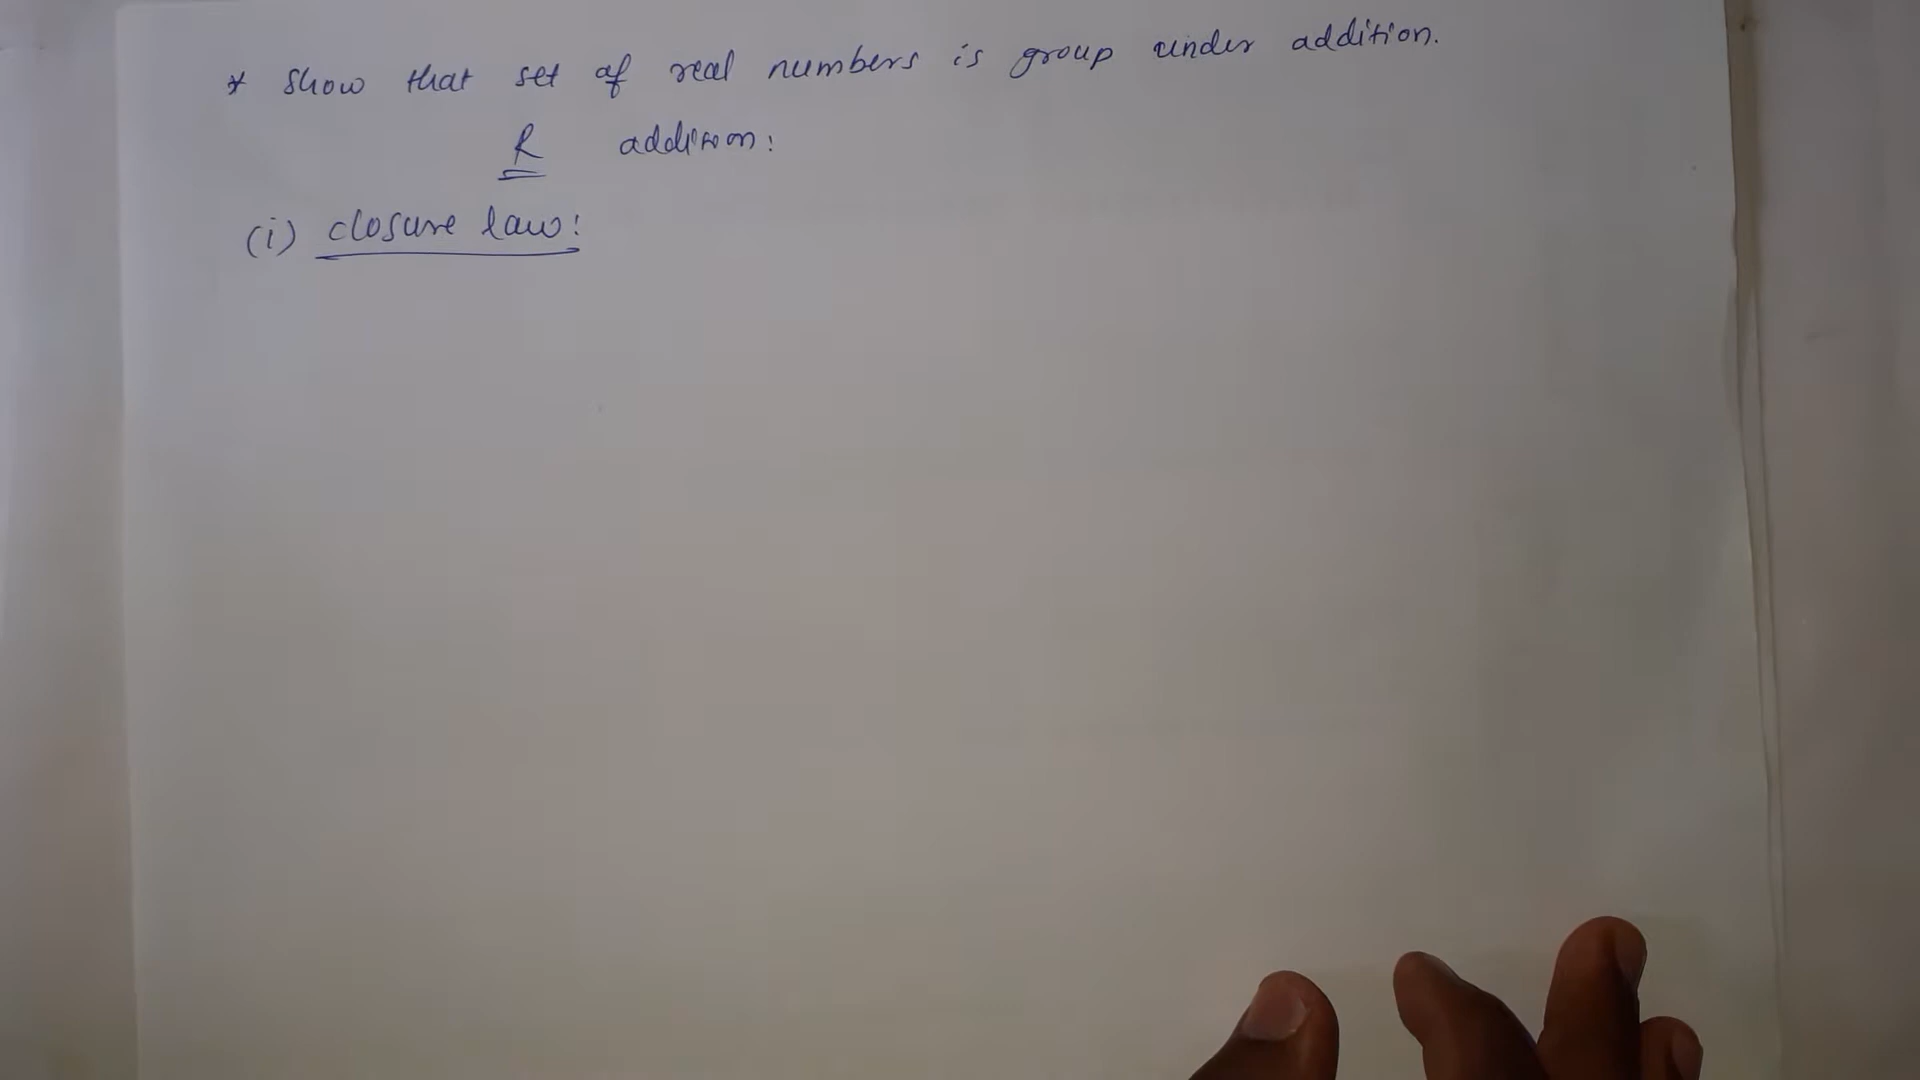 * Show that set of real numbers is group under addition.
R addition:
(i) closure law: